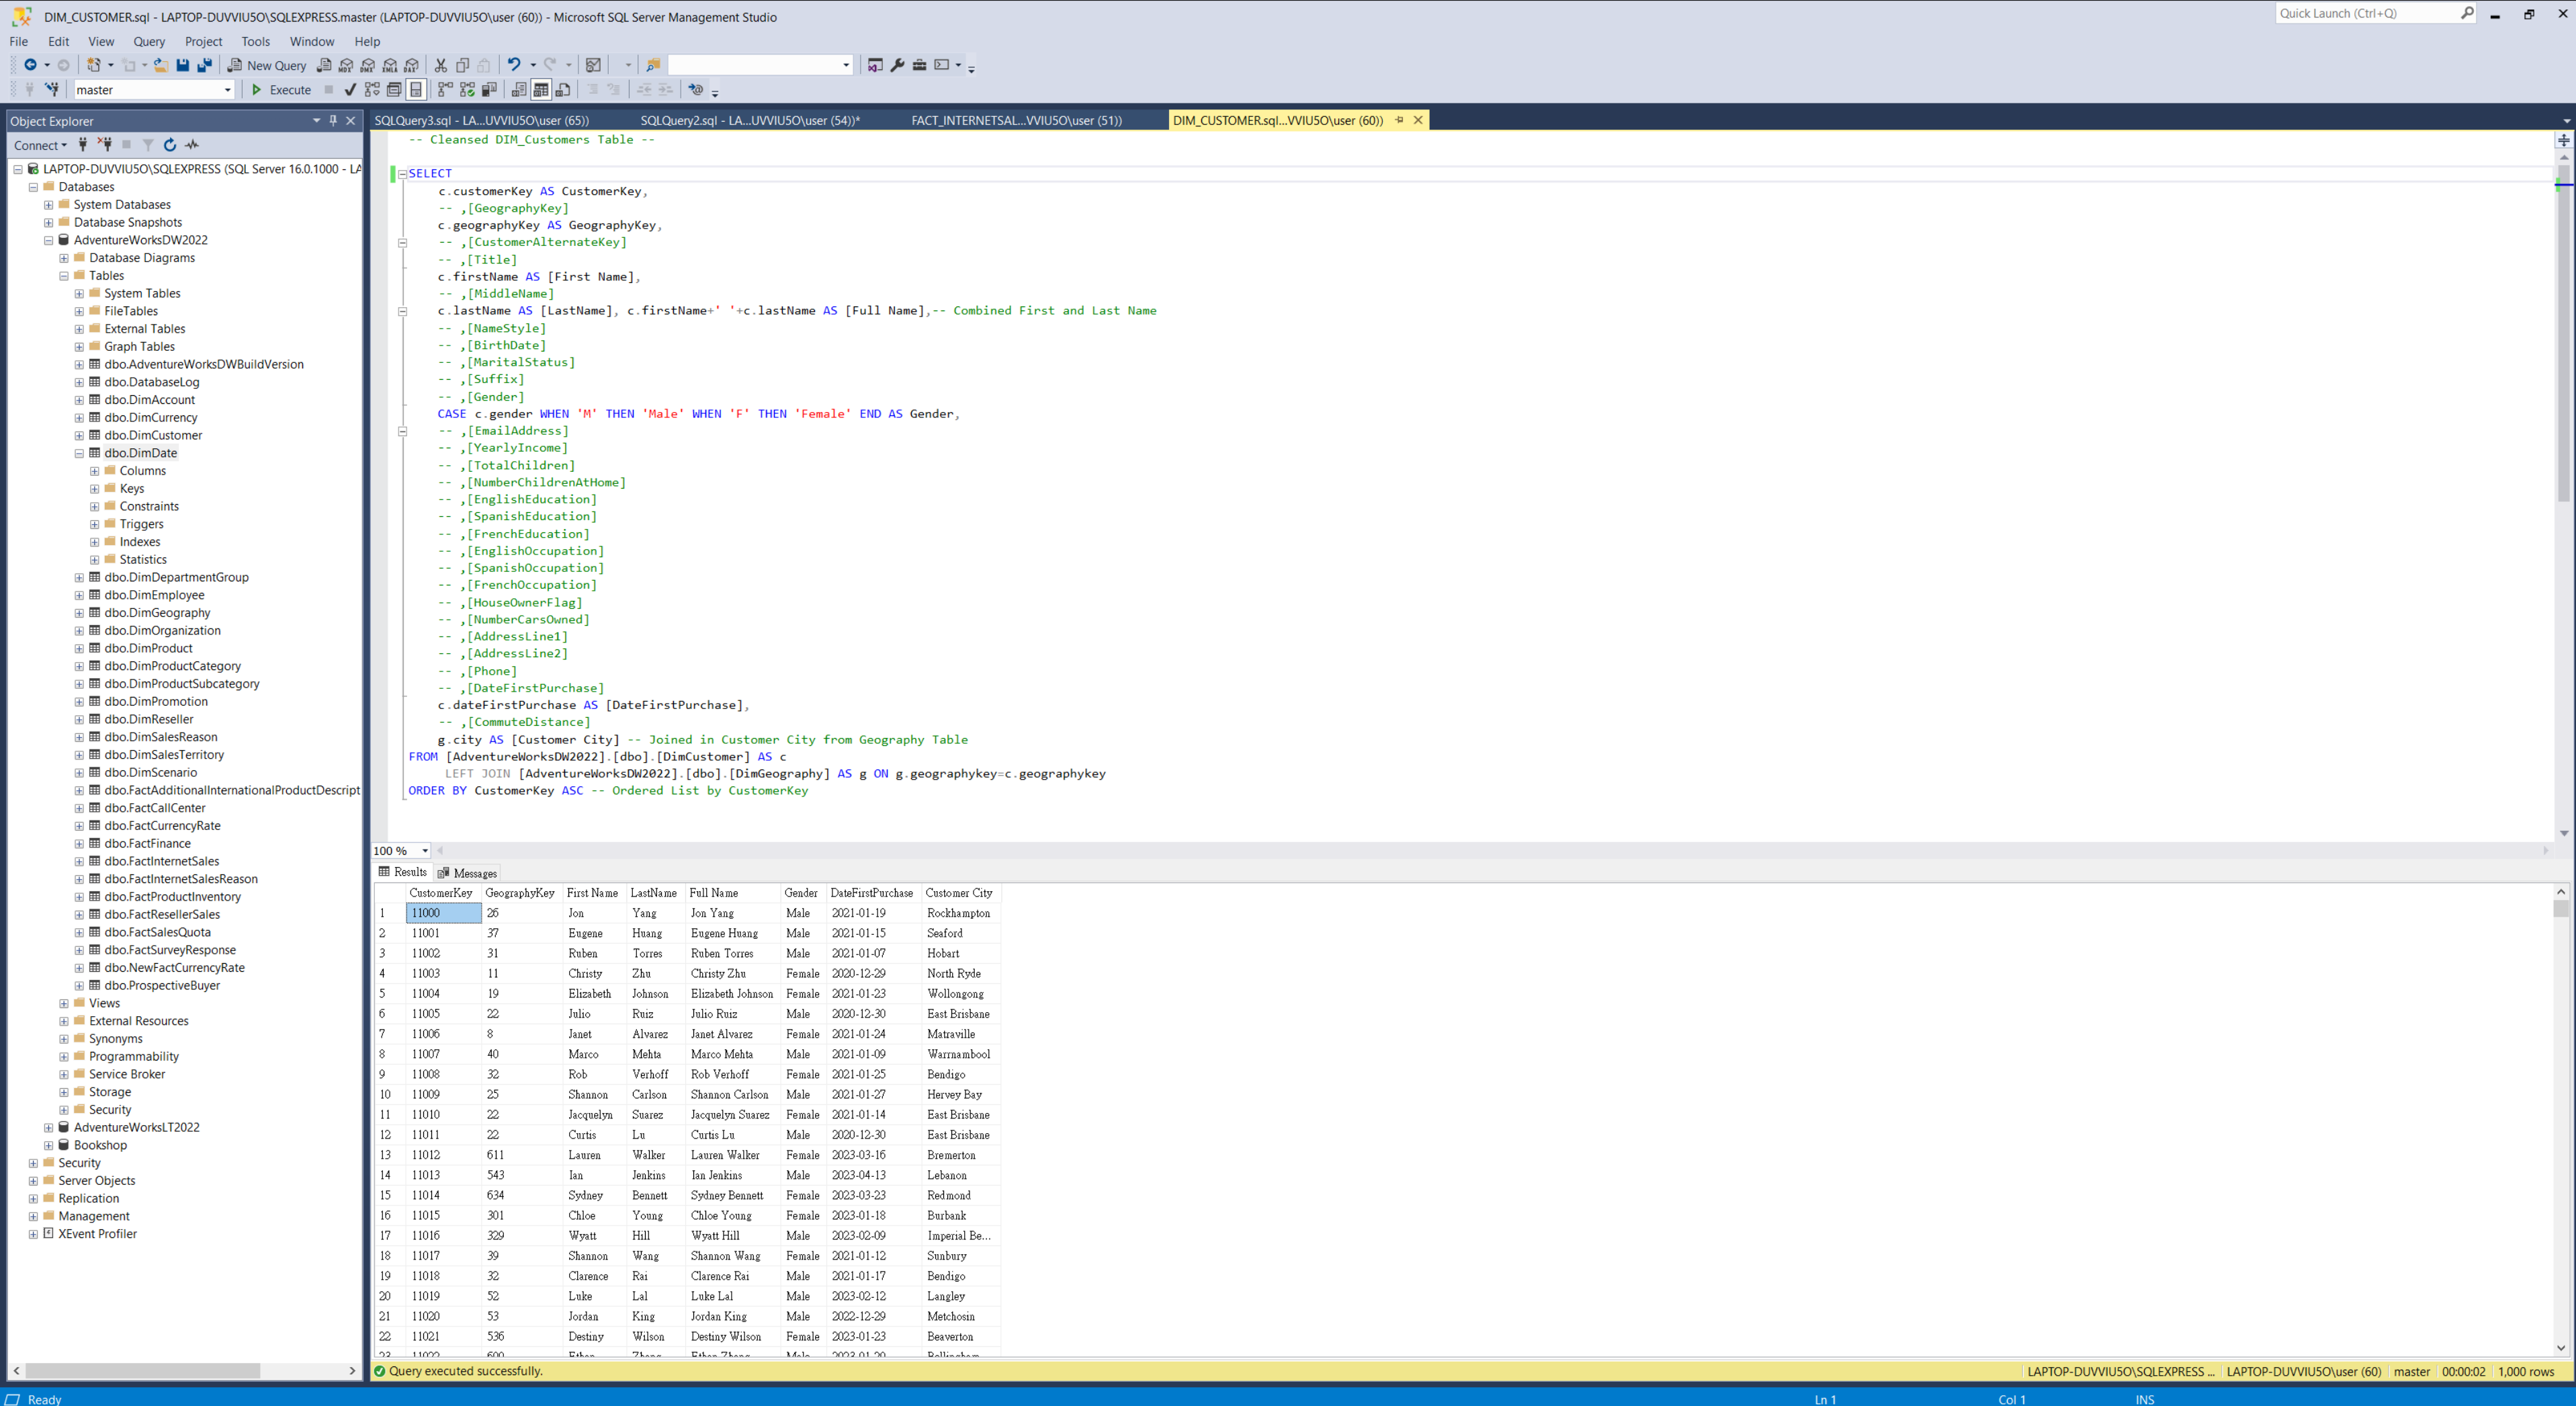 DIM_CUSTOMER.sql - LAPTOP-DUVVIU5O\SQLEXPRESS.master (LAPTOP-DUVVIU5O\user (60)) - Microsoft SQL Server Management Studio
Quick Launch (Ctrl+Q)
File Edit View Query Project Tools Window Help
New Query
master
Execute
Object Explorer
Connect
LAPTOP-DUVVIU5O\SQLEXPRESS (SQL Server 16.0.1000 - LA
Databases
System Databases
Database Snapshots
AdventureWorksDW2022
Database Diagrams
Tables
System Tables
FileTables
External Tables
Graph Tables
dbo.AdventureWorksDWBuildVersion
dbo.DatabaseLog
dbo.DimAccount
dbo.DimCurrency
dbo.DimCustomer
dbo.DimDate
Columns
Keys
Constraints
Triggers
Indexes
Statistics
dbo.DimDepartmentGroup
dbo.DimEmployee
dbo.DimGeography
dbo.DimOrganization
dbo.DimProduct
dbo.DimProductCategory
dbo.DimProductSubcategory
dbo.DimPromotion
dbo.DimReseller
dbo.DimSalesReason
dbo.DimSalesTerritory
dbo.DimScenario
dbo.FactAdditionalInternationalProductDescript
dbo.FactCallCenter
dbo.FactCurrencyRate
dbo.FactFinance
dbo.FactInternetSales
dbo.FactInternetSalesReason
dbo.FactProductInventory
dbo.FactResellerSales
dbo.FactSalesQuota
dbo.FactSurveyResponse
dbo.NewFactCurrencyRate
dbo.ProspectiveBuyer
Views
External Resources
Synonyms
Programmability
Service Broker
Storage
Security
AdventureWorksLT2022
Bookshop
Security
Server Objects
Replication
Management
XEvent Profiler
SQLQuery3.sql - LA...UVVIU5O\user (65)) SQLQuery2.sql - LA...UVVIU5O\user (54))* FACT_INTERNETSAL...VVIU5O\user (51)) DIM_CUSTOMER.sql...VVIU5O\user (60))
-- Cleansed DIM_Customers Table --
SELECT
c.customerKey AS CustomerKey,
-- ,[GeographyKey]
c.geographyKey AS GeographyKey,
-- ,[CustomerAlternateKey]
-- ,[Title]
c.firstName AS [First Name],
-- ,[MiddleName]
c.lastName AS [LastName], c.firstName+' '+c.lastName AS [Full Name],-- Combined First and Last Name
-- ,[NameStyle]
-- ,[BirthDate]
-- ,[MaritalStatus]
-- ,[Suffix]
-- ,[Gender]
CASE c.gender WHEN 'M' THEN 'Male' WHEN 'F' THEN 'Female' END AS Gender,
-- ,[EmailAddress]
-- ,[YearlyIncome]
-- ,[TotalChildren]
-- ,[NumberChildrenAtHome]
-- ,[EnglishEducation]
-- ,[SpanishEducation]
-- ,[FrenchEducation]
-- ,[EnglishOccupation]
-- ,[SpanishOccupation]
-- ,[FrenchOccupation]
-- ,[HouseOwnerFlag]
-- ,[NumberCarsOwned]
-- ,[AddressLine1]
-- ,[AddressLine2]
-- ,[Phone]
-- ,[DateFirstPurchase]
c.dateFirstPurchase AS [DateFirstPurchase],
-- ,[CommuteDistance]
g.city AS [Customer City] -- Joined in Customer City from Geography Table
FROM [AdventureWorksDW2022].[dbo].[DimCustomer] AS c
LEFT JOIN [AdventureWorksDW2022].[dbo].[DimGeography] AS g ON g.geographykey=c.geographykey
ORDER BY CustomerKey ASC -- Ordered List by CustomerKey
100 %
Results Messages
CustomerKey GeographyKey First Name LastName Full Name Gender DateFirstPurchase Customer City
1 11000 26 Jon Yang Jon Yang Male 2021-01-19 Rockhampton
2 11001 37 Eugene Huang Eugene Huang Male 2021-01-15 Seaford
3 11002 31 Ruben Torres Ruben Torres Male 2021-01-07 Hobart
4 11003 11 Christy Zhu Christy Zhu Female 2020-12-29 North Ryde
5 11004 19 Elizabeth Johnson Elizabeth Johnson Female 2021-01-23 Wollongong
6 11005 22 Julio Ruiz Julio Ruiz Male 2020-12-30 East Brisbane
7 11006 8 Janet Alvarez Janet Alvarez Female 2021-01-24 Matraville
8 11007 40 Marco Mehta Marco Mehta Male 2021-01-09 Warrnambool
9 11008 32 Rob Verhoff Rob Verhoff Female 2021-01-25 Bendigo
10 11009 25 Shannon Carlson Shannon Carlson Male 2021-01-27 Hervey Bay
11 11010 22 Jacquelyn Suarez Jacquelyn Suarez Female 2021-01-14 East Brisbane
12 11011 22 Curtis Lu Curtis Lu Male 2020-12-30 East Brisbane
13 11012 611 Lauren Walker Lauren Walker Female 2023-03-16 Bremerton
14 11013 543 Ian Jenkins Ian Jenkins Male 2023-04-13 Lebanon
15 11014 634 Sydney Bennett Sydney Bennett Female 2023-03-23 Redmond
16 11015 301 Chloe Young Chloe Young Female 2023-01-18 Burbank
17 11016 329 Wyatt Hill Wyatt Hill Male 2023-02-09 Imperial Be...
18 11017 39 Shannon Wang Shannon Wang Female 2021-01-12 Sunbury
19 11018 32 Clarence Rai Clarence Rai Male 2021-01-17 Bendigo
20 11019 52 Luke Lal Luke Lal Male 2023-02-12 Langley
21 11020 53 Jordan King Jordan King Male 2022-12-29 Metchosin
22 11021 536 Destiny Wilson Destiny Wilson Female 2023-01-23 Beaverton
Query executed successfully.
LAPTOP-DUVVIU5O\SQLEXPRESS ... LAPTOP-DUVVIU5O\user (60) master 00:00:02 1,000 rows
Ready Ln 1 Col 1 INS